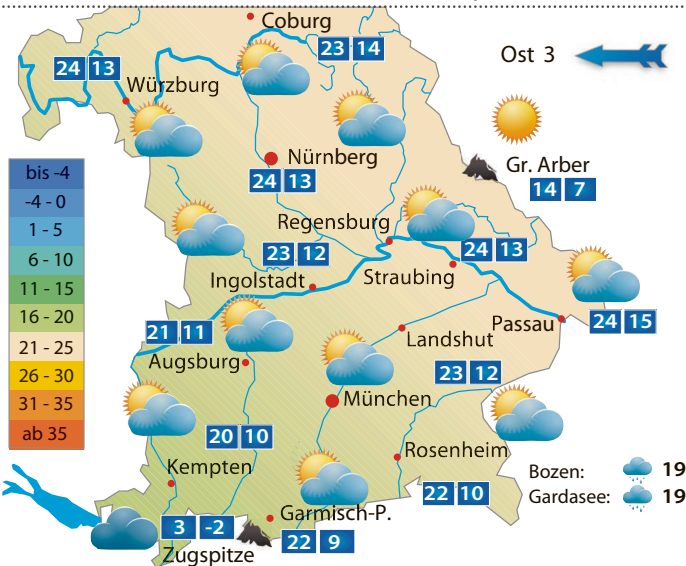 Coburg
23 14
Ost 3
24 13
Würzburg
Nürnberg
24 13
Gr. Arber
14 7
bis -4
-4 - 0
1 - 5
6 - 10
11 - 15
16 - 20
21 - 25
26 - 30
31 - 35
ab 35
Regensburg
23 12
24 13
Ingolstadt
Straubing
Passau
24 15
21 11
Augsburg
Landshut
23 12
München
20 10
Kempten
Rosenheim
22 10
Bozen: 19
Gardasee: 19
Garmisch-P.
3 -2
22 9
Zugspitze